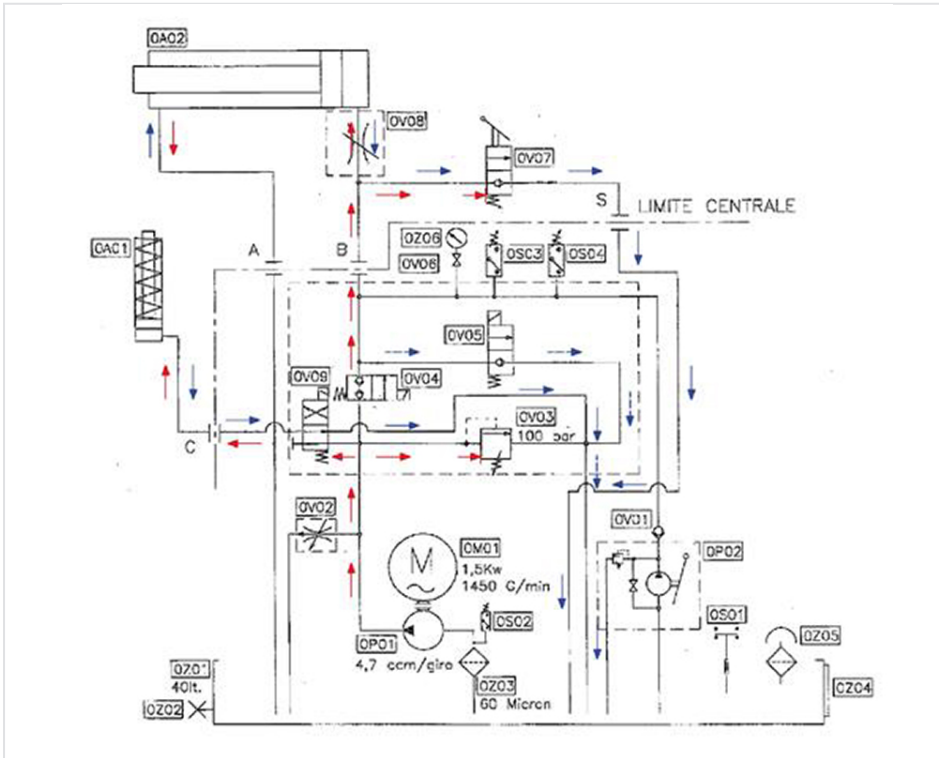 0A02
0V08
0V07
S
LIMITE CENTRALE
0A01
A
B
0Z06
0V06
0S03
0S04
0V05
0V09
0V04
0V03
100 bar
C
0V02
0V01
0M01
M
1,5Kw
1450 G/min
0P02
0S02
0S01
0P01
4,7 ccm/giro
0Z05
0Z01
40lt.
0Z03
60 Micron
0Z04
0Z02